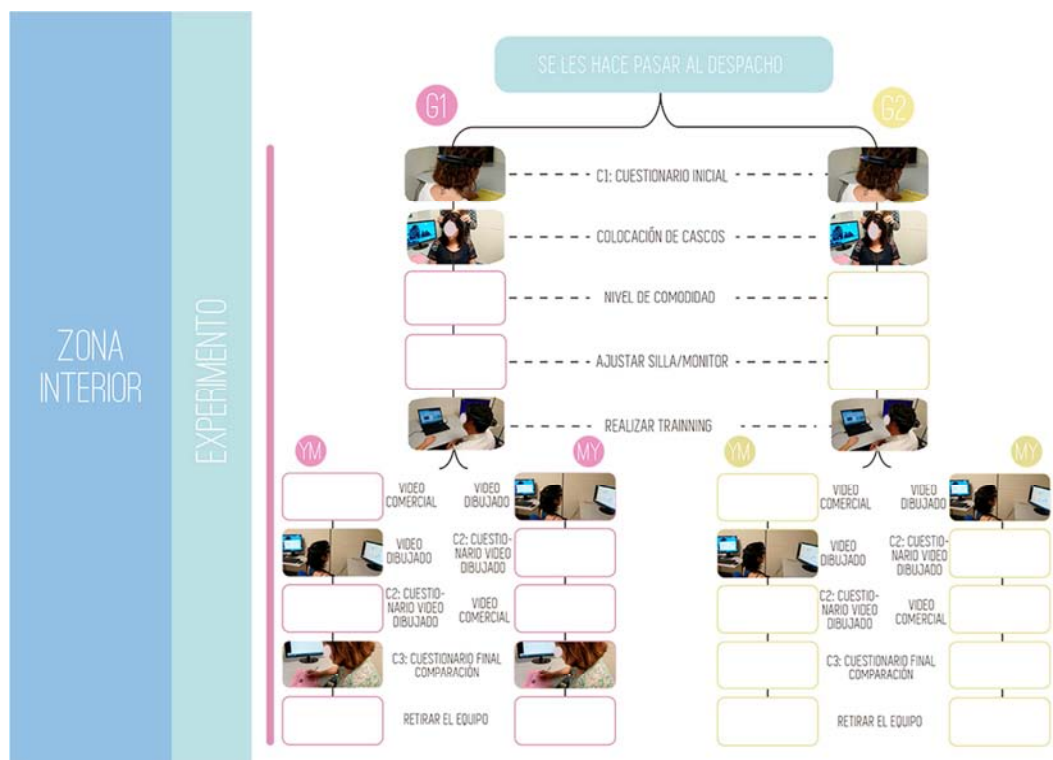 SE LES HACE PASAR AL DESPACHO
G1
G2
C1: CUESTIONARIO INICIAL
COLOCACIÓN DE CASCOS
NIVEL DE COMODIDAD
AJUSTAR SILLA/MONITOR
REALIZAR TRAINNING
ZONA
INTERIOR
EXPERIMENTO
YM
MY
VIDEO
COMERCIAL
VIDEO
DIBUJADO
VIDEO
DIBUJADO
C2: CUESTIO-
NARIO VIDEO
DIBUJADO
C2: CUESTIO-
NARIO VIDEO
DIBUJADO
VIDEO
COMERCIAL
C3: CUESTIONARIO FINAL
COMPARACIÓN
RETIRAR EL EQUIPO
YM
MY
VIDEO
COMERCIAL
VIDEO
DIBUJADO
VIDEO
DIBUJADO
C2: CUESTIO-
NARIO VIDEO
DIBUJADO
C2: CUESTIO-
NARIO VIDEO
DIBUJADO
VIDEO
COMERCIAL
C3: CUESTIONARIO FINAL
COMPARACIÓN
RETIRAR EL EQUIPO